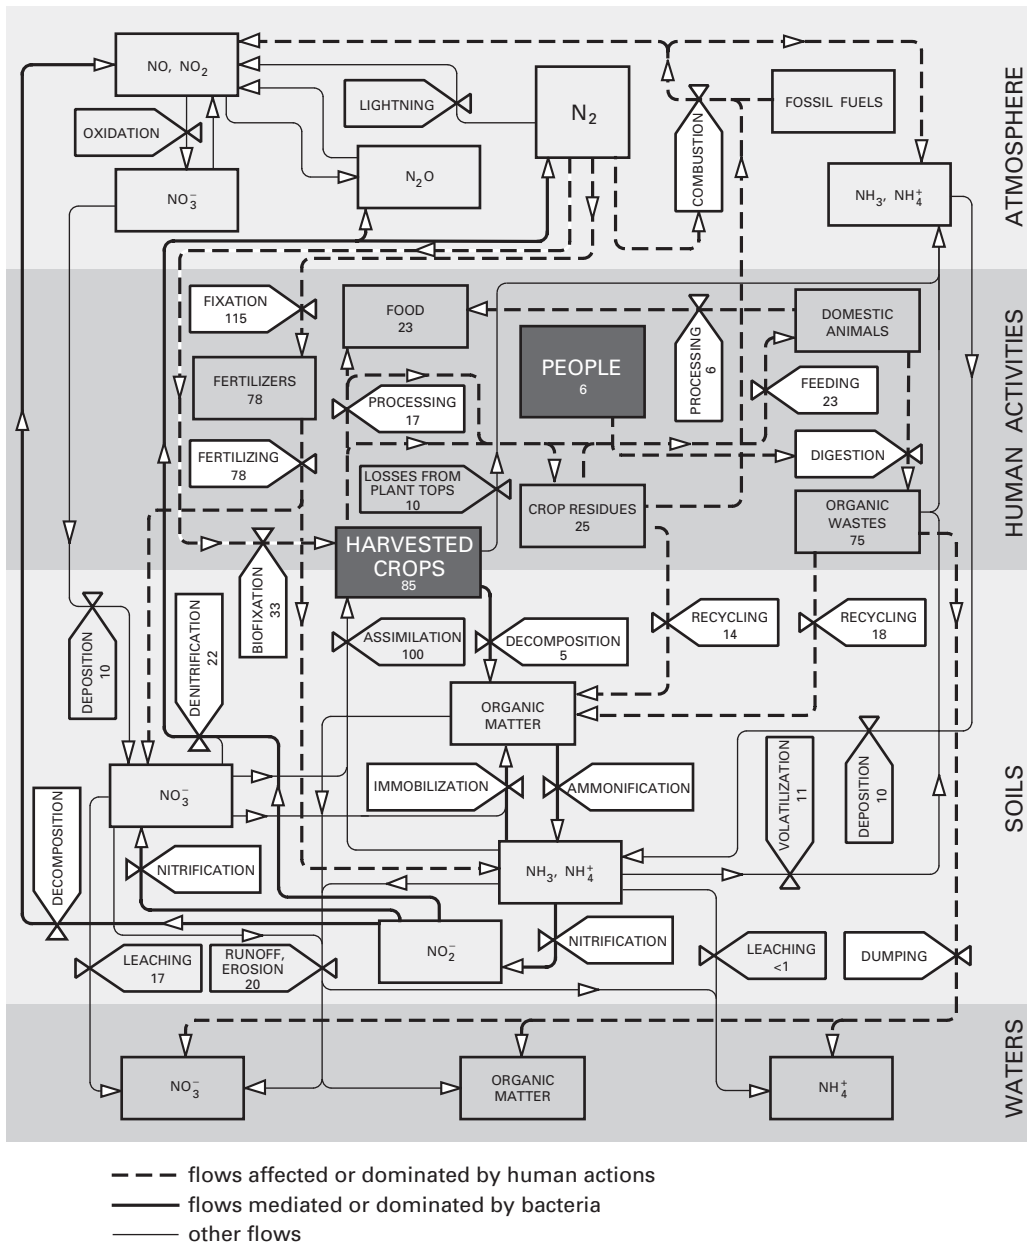 NO, NO₂
LIGHTNING
N₂
FOSSIL FUELS
OXIDATION
COMBUSTION
ATMOSPHERE
NO₃⁻
N₂O
NH₃, NH₄⁺
FIXATION
115
FOOD
23
DOMESTIC
ANIMALS
PEOPLE
6
PROCESSING
6
FERTILIZERS
78
PROCESSING
17
FEEDING
23
HUMAN ACTIVITIES
FERTILIZING
78
LOSSES FROM
PLANT TOPS
10
DIGESTION
CROP RESIDUES
25
ORGANIC
WASTES
75
HARVESTED
CROPS
85
BIOFIXATION
33
DEPOSITION
10
DENITRIFICATION
22
ASSIMILATION
100
DECOMPOSITION
5
RECYCLING
14
RECYCLING
18
ORGANIC
MATTER
NO₃⁻
IMMOBILIZATION
AMMONIFICATION
VOLATILIZATION
11
DEPOSITION
10
SOILS
DECOMPOSITION
NITRIFICATION
NH₃, NH₄⁺
NO₂⁻
NITRIFICATION
LEACHING
17
RUNOFF,
EROSION
20
LEACHING
<1
DUMPING
WATERS
NO₃⁻
ORGANIC
MATTER
NH₄⁺
flows affected or dominated by human actions
flows mediated or dominated by bacteria
other flows